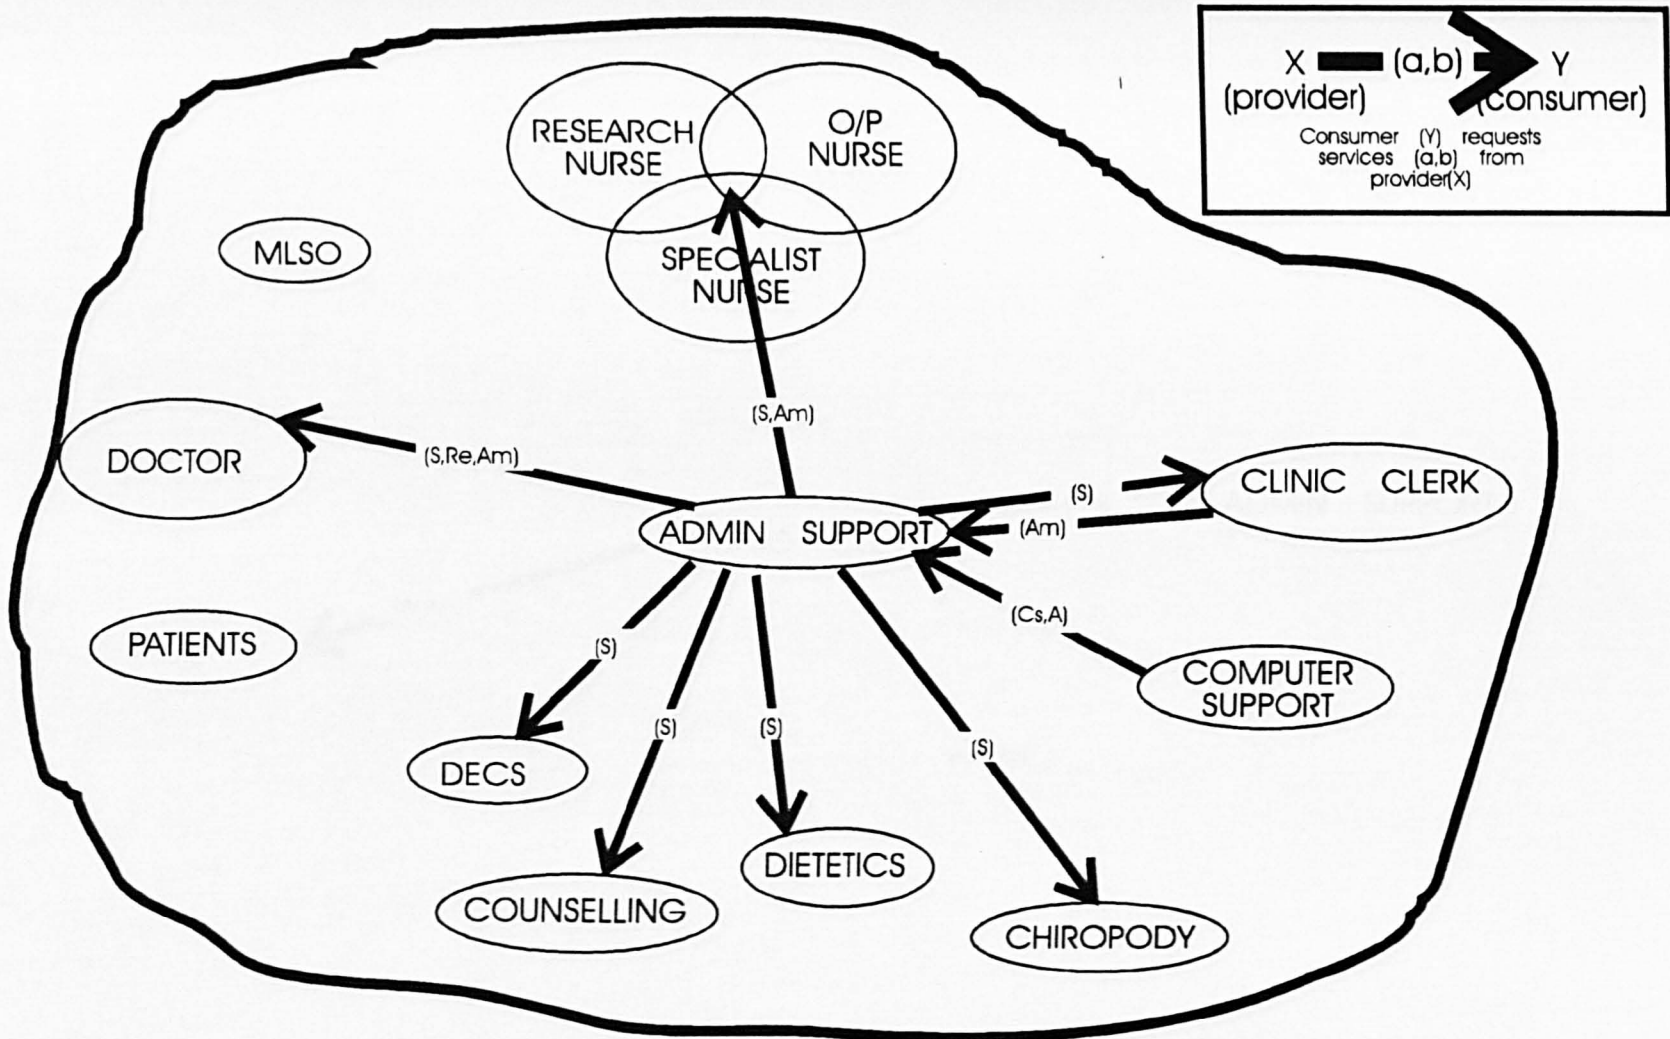 X (a,b) Y
(provider) (consumer)
Consumer (Y) requests
services (a,b) from
provider(X)
RESEARCH
NURSE
O/P
NURSE
MLSO
SPECIALIST
NURSE
(S,Am)
DOCTOR
(S,Re,Am)
CLINIC CLERK
(S)
(Am)
ADMIN SUPPORT
(Cs,A)
PATIENTS
(S)
COMPUTER
SUPPORT
(S)
(S)
(S)
DECS
DIETETICS
COUNSELLING
CHIROPODY